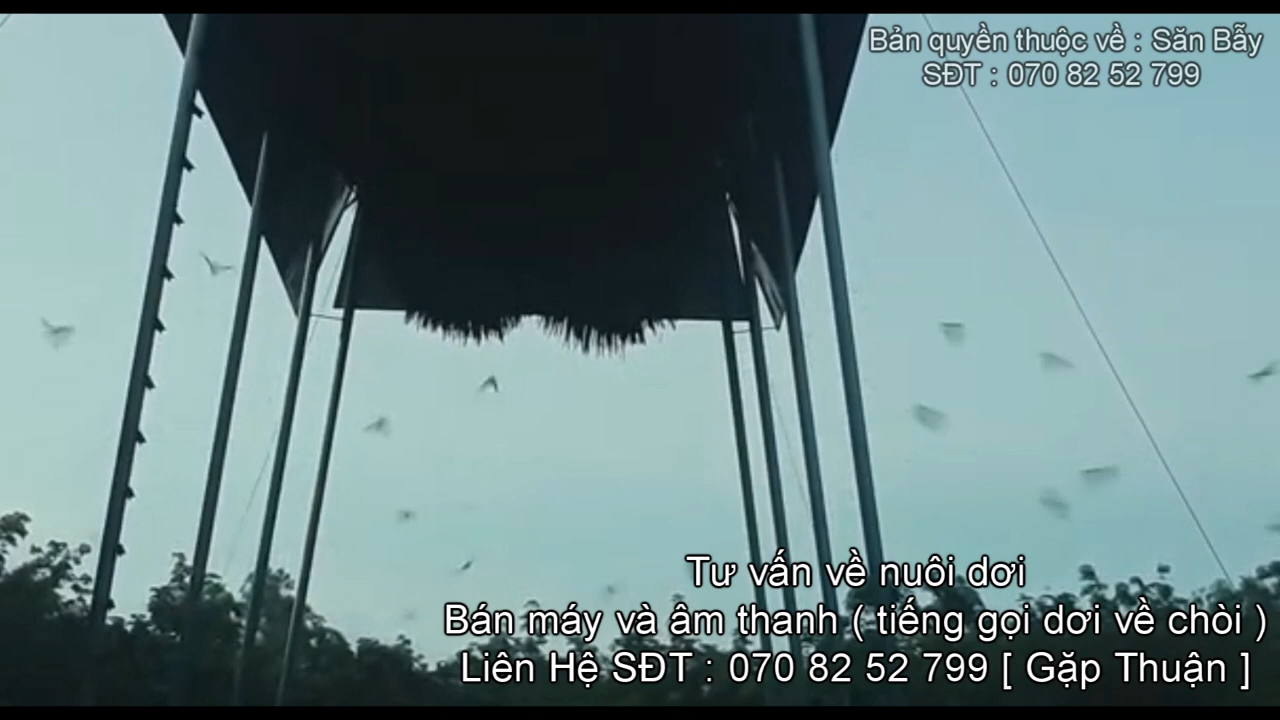 Bản quyền thuộc về : Săn Bẫy
SĐT : 070 82 52 799
Tư vấn về nuôi dơi
Bán máy và âm thanh ( tiếng gọi dơi về chòi )
Liên Hệ SĐT : 070 82 52 799 [ Gặp Thuận ]